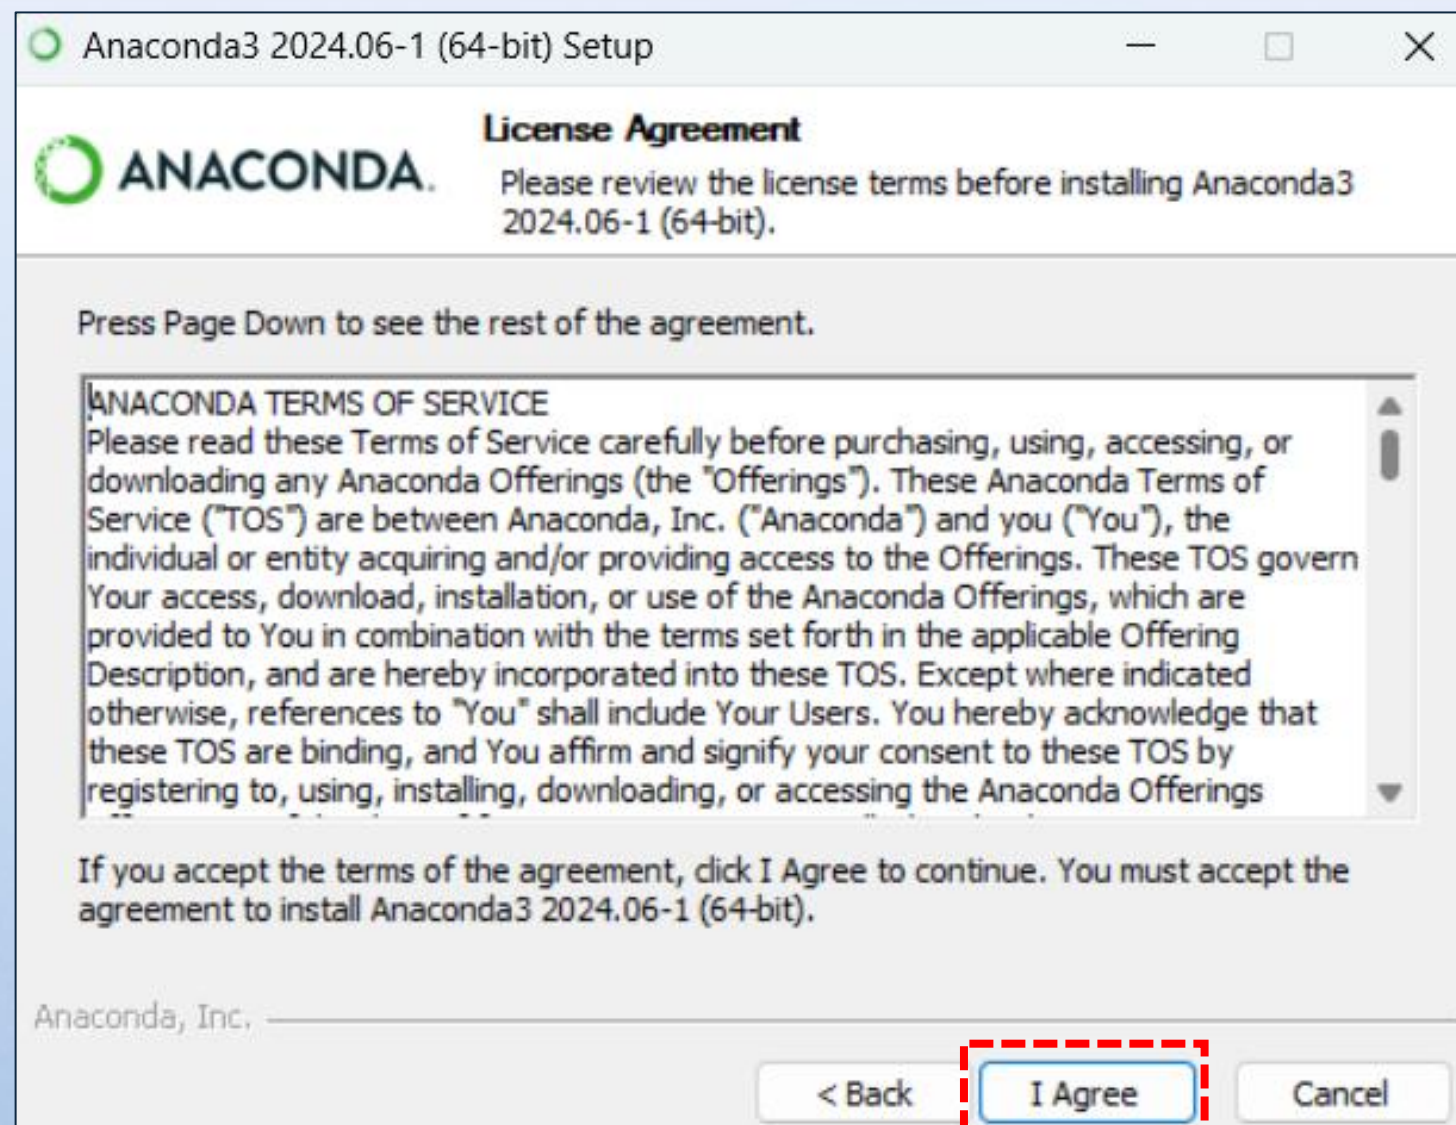 Anaconda3 2024.06-1 (64-bit) Setup
ANACONDA.
License Agreement
Please review the license terms before installing Anaconda3
2024.06-1 (64-bit).
Press Page Down to see the rest of the agreement.
ANACONDA TERMS OF SERVICE
Please read these Terms of Service carefully before purchasing, using, accessing, or
downloading any Anaconda Offerings (the "Offerings"). These Anaconda Terms of
Service ("TOS") are between Anaconda, Inc. ("Anaconda") and you ("You"), the
individual or entity acquiring and/or providing access to the Offerings. These TOS govern
Your access, download, installation, or use of the Anaconda Offerings, which are
provided to You in combination with the terms set forth in the applicable Offering
Description, and are hereby incorporated into these TOS. Except where indicated
otherwise, references to "You" shall include Your Users. You hereby acknowledge that
these TOS are binding, and You affirm and signify your consent to these TOS by
registering to, using, installing, downloading, or accessing the Anaconda Offerings
If you accept the terms of the agreement, click I Agree to continue. You must accept the
agreement to install Anaconda3 2024.06-1 (64-bit).
Anaconda, Inc.
< Back
I Agree
Cancel